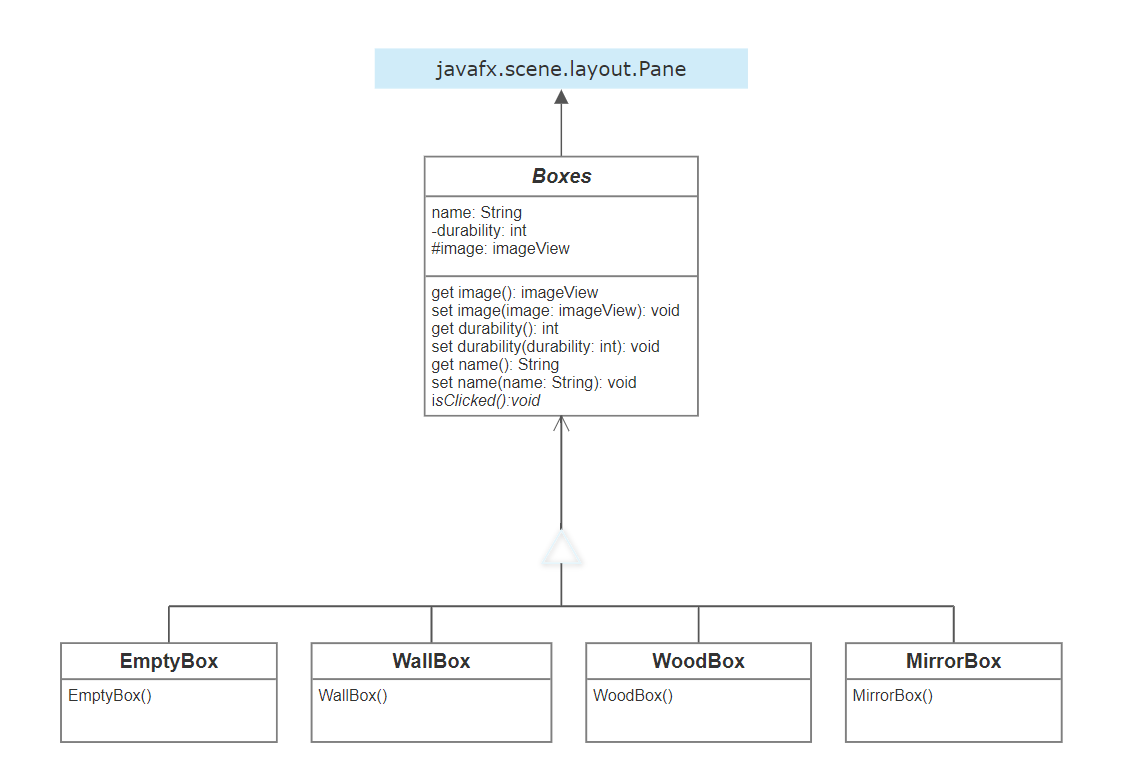 javafx.scene.layout.Pane
Boxes
name: String
-durability: int
#image: imageView
get image(): imageView
set image(image: imageView): void
get durability(): int
set durability(durability: int): void
get name(): String
set name(name: String): void
isClicked():void
EmptyBox
EmptyBox()
WallBox
WallBox()
WoodBox
WoodBox()
MirrorBox
MirrorBox()